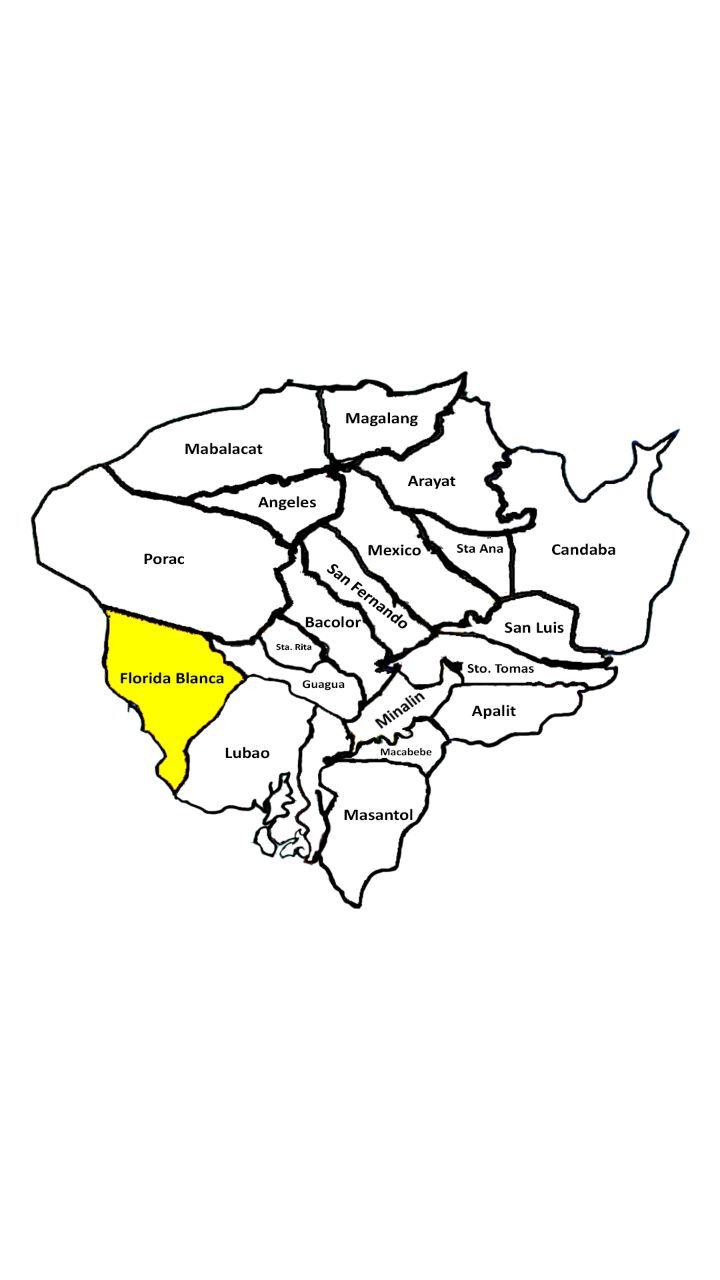 Magalang
Mabalacat
Arayat
Angeles
Mexico
Sta Ana
Candaba
Porac
San Fernando
Bacolor
San Luis
Sta. Rita
Sto. Tomas
Florida Blanca
Guagua
Minalin
Apalit
Lubao
Macabebe
Masantol